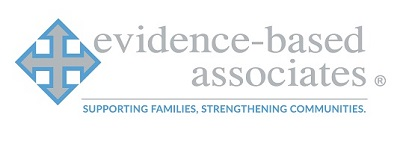 evidence-based
associates®
SUPPORTING FAMILIES, STRENGTHENING COMMUNITIES.